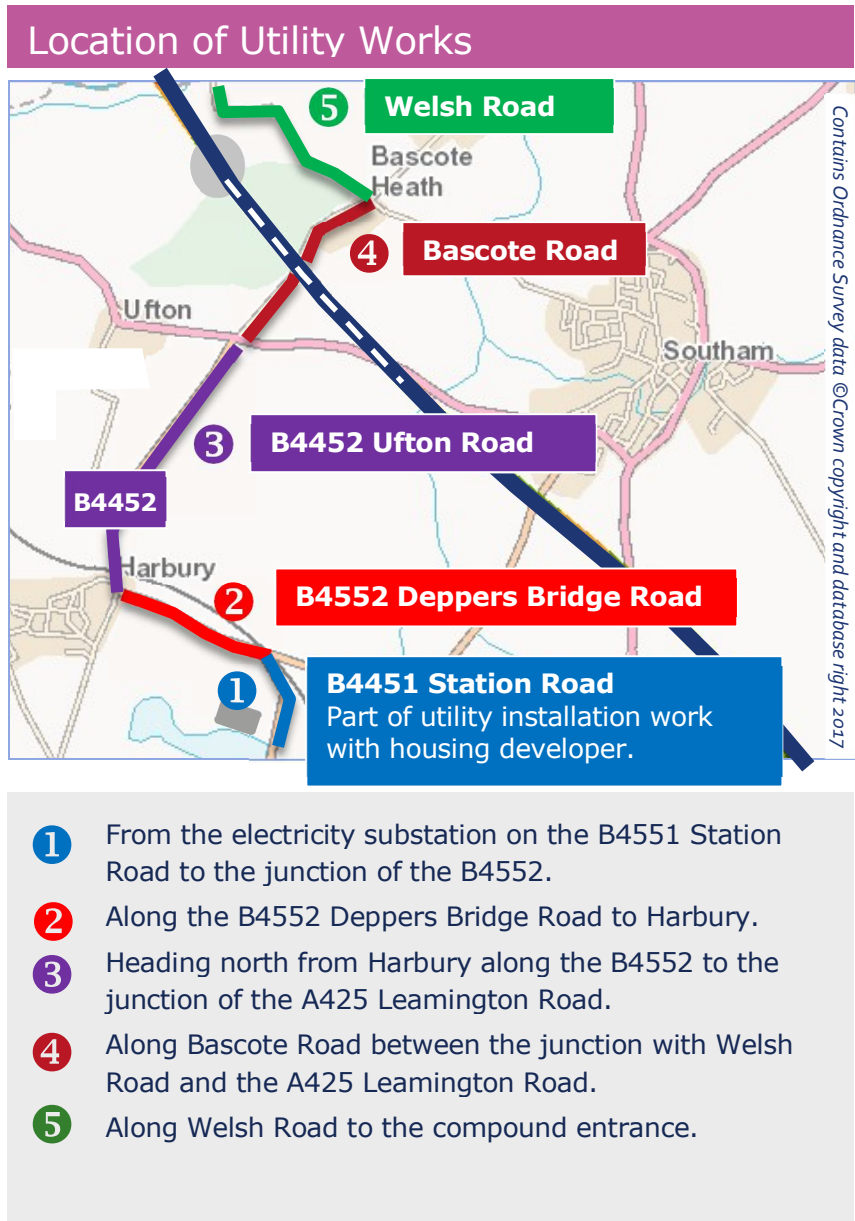 Location of Utility Works
5 Welsh Road
Bascote
Heath
4 Bascote Road
Ufton
Southam
3 B4452 Ufton Road
B4452
Harbury
2 B4552 Deppers Bridge Road
1 B4451 Station Road
Part of utility installation work
with housing developer.
Contains Ordnance Survey data ©Crown copyright and database right 2017
1 From the electricity substation on the B4551 Station
Road to the junction of the B4552.
2 Along the B4552 Deppers Bridge Road to Harbury.
3 Heading north from Harbury along the B4552 to the
junction of the A425 Leamington Road.
4 Along Bascote Road between the junction with Welsh
Road and the A425 Leamington Road.
5 Along Welsh Road to the compound entrance.